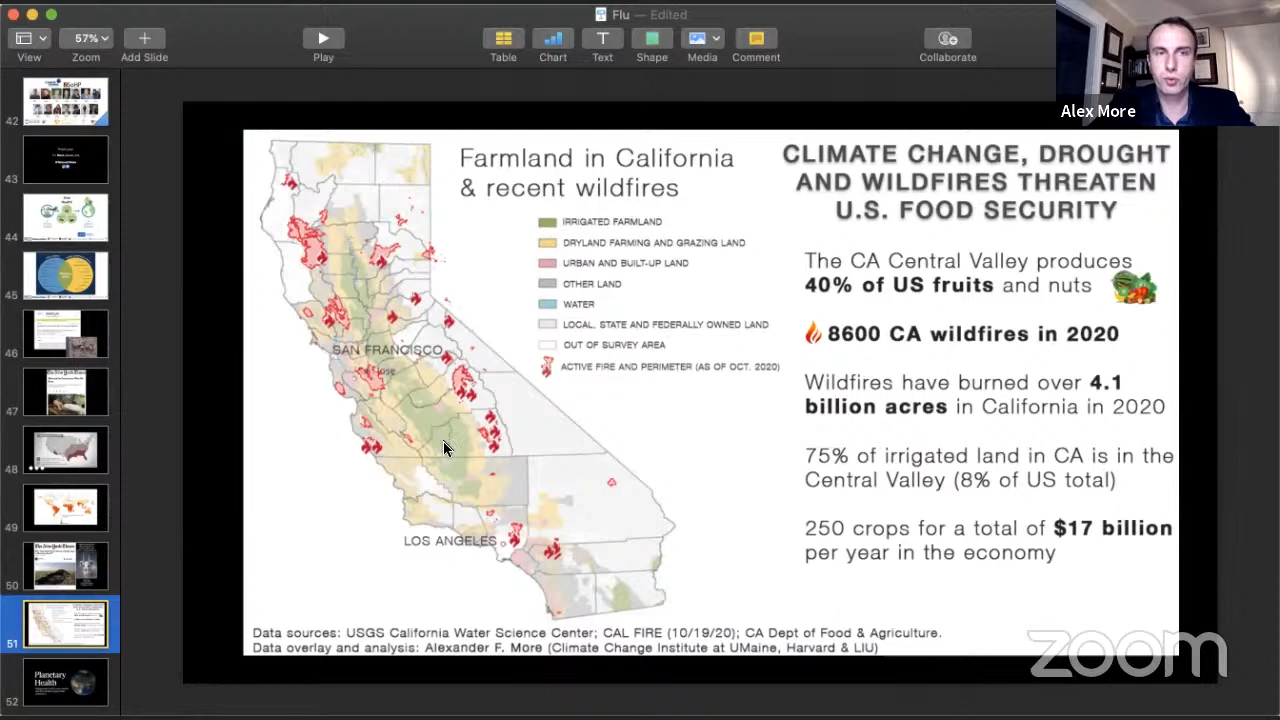 Flu — Edited
57%
View
Zoom
Add Slide
Play
Table
Chart
Text
Shape
Media
Comment
Collaborate
Alex More
42
43
44
45
46
47
48
49
50
51
52
Planetary
Health
Farmland in California
& recent wildfires
IRRIGATED FARMLAND
DRYLAND FARMING AND GRAZING LAND
URBAN AND BUILT-UP LAND
OTHER LAND
WATER
LOCAL, STATE AND FEDERALLY OWNED LAND
OUT OF SURVEY AREA
ACTIVE FIRE AND PERIMETER (AS OF OCT. 2020)
SAN FRANCISCO
LOS ANGELES
CLIMATE CHANGE, DROUGHT
AND WILDFIRES THREATEN
U.S. FOOD SECURITY
The CA Central Valley produces
40% of US fruits and nuts
8600 CA wildfires in 2020
Wildfires have burned over 4.1
billion acres in California in 2020
75% of irrigated land in CA is in the
Central Valley (8% of US total)
250 crops for a total of $17 billion
per year in the economy
Data sources: USGS California Water Science Center; CAL FIRE (10/19/20); CA Dept of Food & Agriculture.
Data overlay and analysis: Alexander F. More (Climate Change Institute at UMaine, Harvard & LIU)
zoom